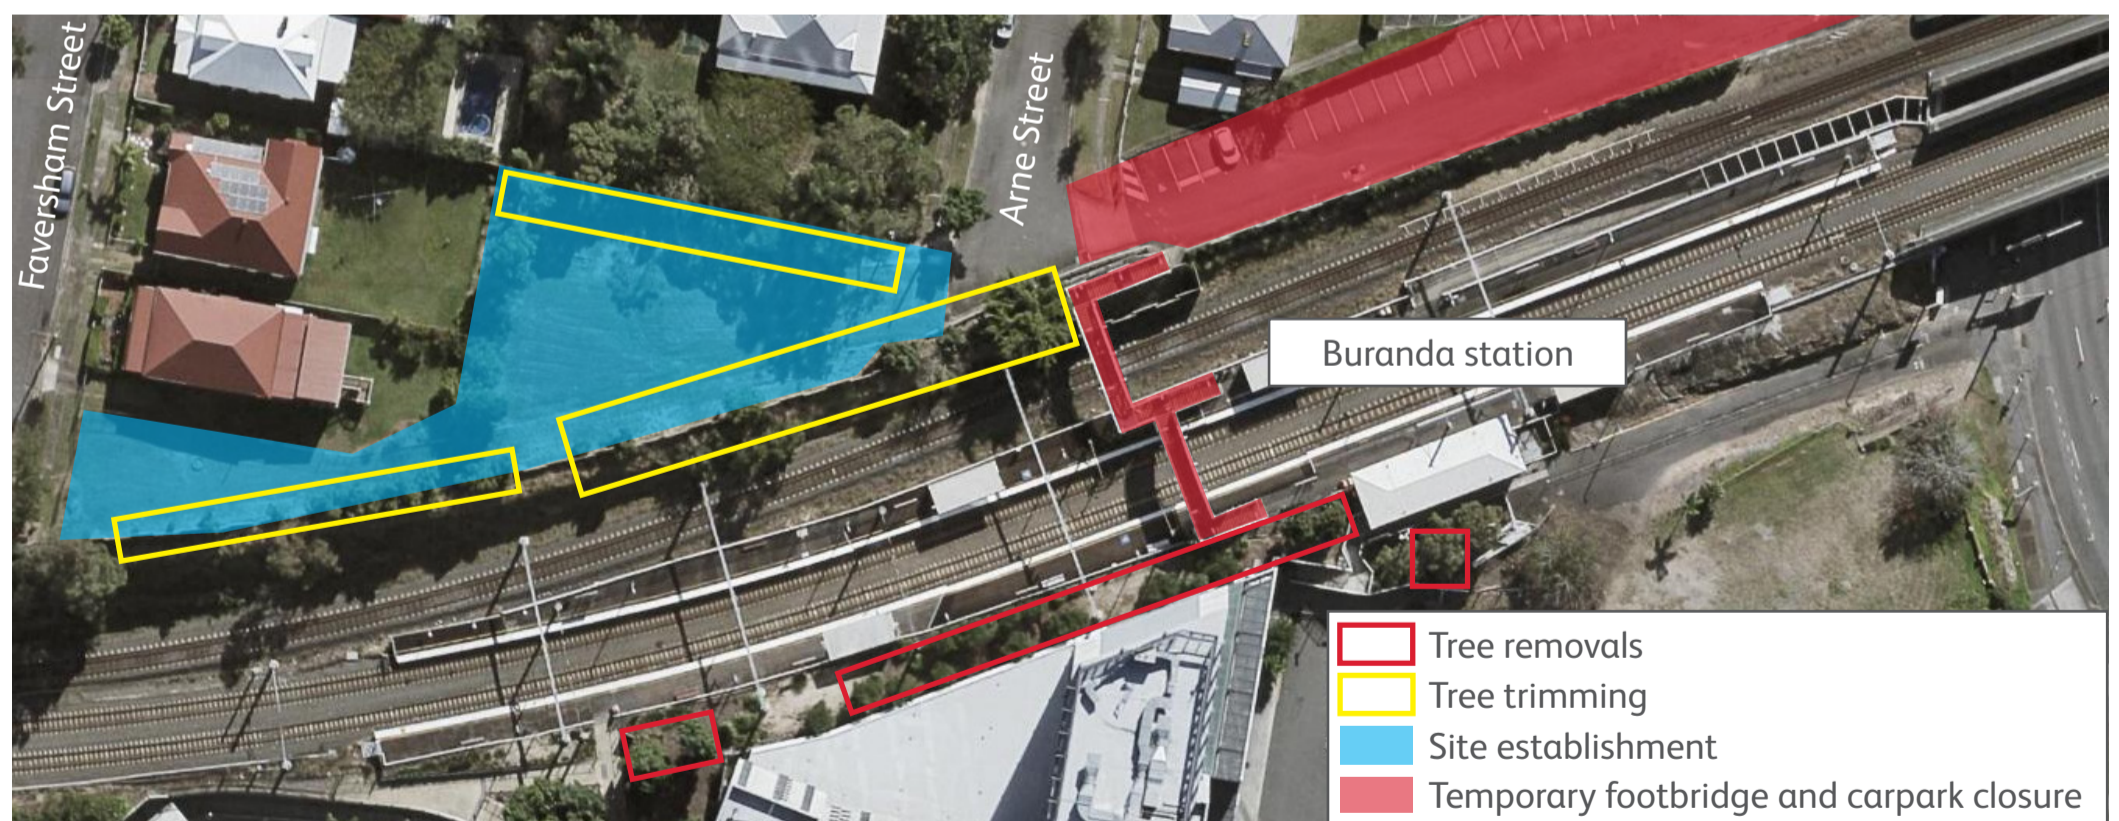 Faversham Street
Arne Street
Buranda station
Tree removals
Tree trimming
Site establishment
Temporary footbridge and carpark closure